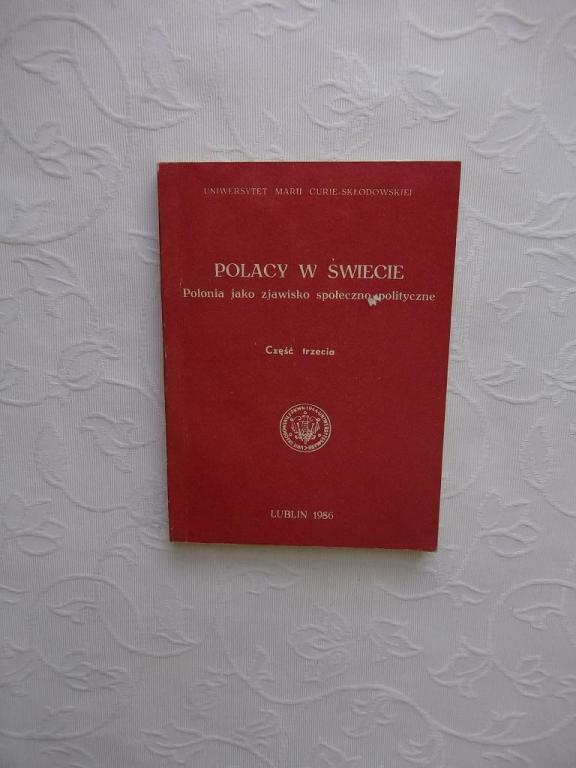 UNIWERSYTET MARII CURIE-SKŁODOWSKIEJ
POLACY W ŚWIECIE
Polonia jako zjawisko społeczno-polityczne
Część trzecia
LUBLIN 1986